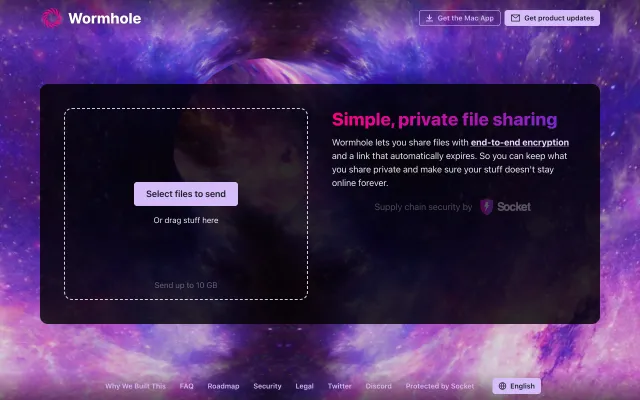 Wormhole
Get the Mac App
Get product updates
Select files to send
Or drag stuff here
Send up to 10 GB
Simple, private file sharing
Wormhole lets you share files with end-to-end encryption
and a link that automatically expires. So you can keep what
you share private and make sure your stuff doesn't stay
online forever.
Supply chain security by Socket
Why We Built This FAQ Roadmap Security Legal Twitter Discord Protected by Socket English